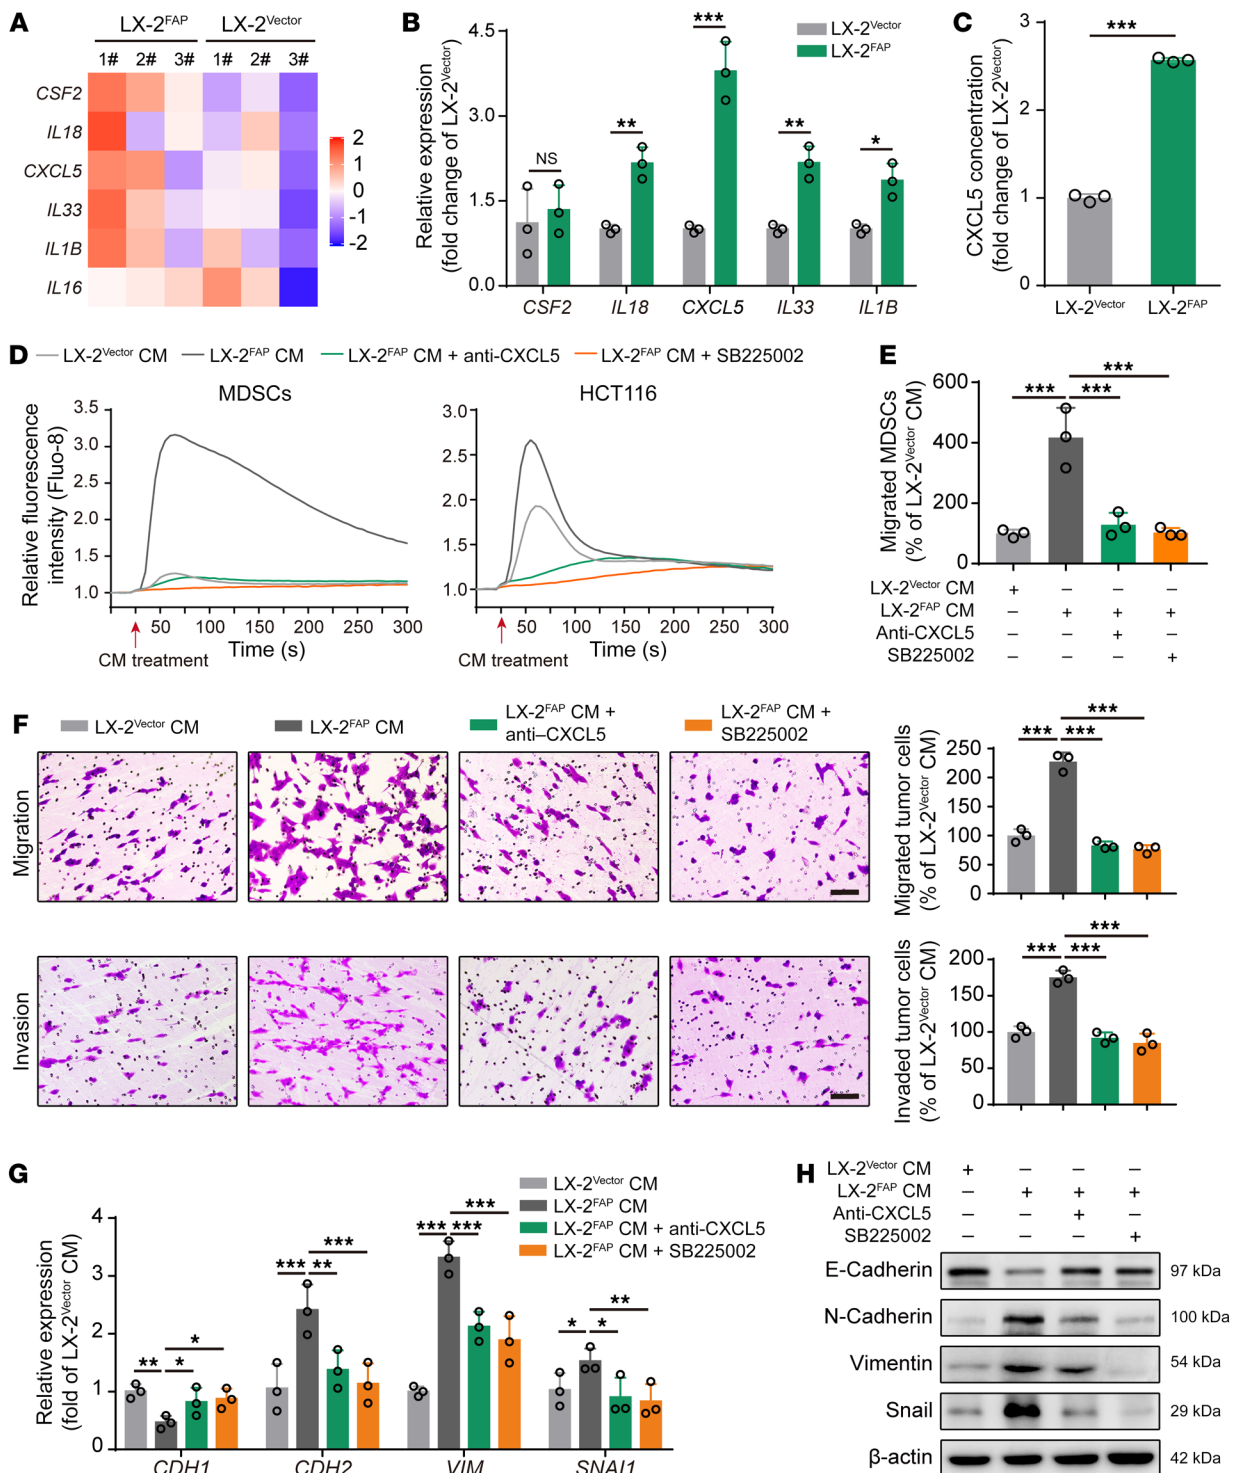 A
LX-2FAP LX-2Vector
1# 2# 3# 1# 2# 3#
CSF2
IL18
CXCL5
IL33
IL1B
IL16
2
1
0
-1
-2
B
Relative expression
(fold change of LX-2Vector)
4.5
3.0
1.5
0.0
LX-2Vector
LX-2FAP
NS
**
***
**
*
CSF2 IL18 CXCL5 IL33 IL1B
C
CXCL5 concentration
(fold change of LX-2Vector)
3
2
1
0
***
LX-2Vector LX-2FAP
D
LX-2Vector CM LX-2FAP CM LX-2FAP CM + anti-CXCL5 LX-2FAP CM + SB225002
Relative fluorescence
intensity (Fluo-8)
MDSCs
3.5
3.0
2.5
2.0
1.5
1.0
50 100 150 200 250 300
Time (s)
CM treatment
HCT116
3.0
2.5
2.0
1.5
1.0
50 100 150 200 250 300
Time (s)
CM treatment
E
Migrated MDSCs
(% of LX-2Vector CM)
600
400
200
0
***
*** ***
LX-2Vector CM + – – –
LX-2FAP CM – + + +
Anti-CXCL5 – – + –
SB225002 – – – +
F
LX-2Vector CM
LX-2FAP CM
LX-2FAP CM +
anti–CXCL5
LX-2FAP CM +
SB225002
Migration
Invasion
Migrated tumor cells
(% of LX-2Vector CM)
250
200
150
100
50
0
***
*** ***
Invaded tumor cells
(% of LX-2Vector CM)
200
150
100
50
0
***
*** ***
G
Relative expression
(fold of LX-2Vector CM)
4
3
2
1
0
LX-2Vector CM
LX-2FAP CM
LX-2FAP CM + anti-CXCL5
LX-2FAP CM + SB225002
*
** *
***
*** **
***
*** ***
**
* *
CDH1 CDH2 VIM SNAI1
H
LX-2Vector CM + – – –
LX-2FAP CM – + + +
Anti-CXCL5 – – + –
SB225002 – – – +
E-Cadherin 97 kDa
N-Cadherin 100 kDa
Vimentin 54 kDa
Snail 29 kDa
β-actin 42 kDa